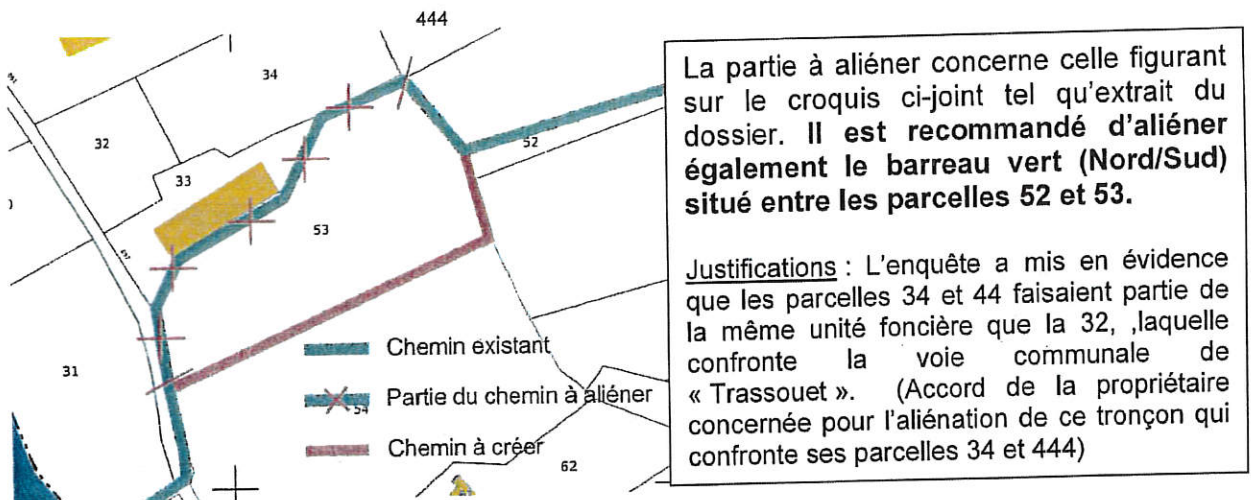 444
34
32
33
52
53
31
54
62
Chemin existant
Partie du chemin à aliéner
Chemin à créer
La partie à aliéner concerne celle figurant
sur le croquis ci-joint tel qu'extrait du
dossier. Il est recommandé d'aliéner
également le barreau vert (Nord/Sud)
situé entre les parcelles 52 et 53.
Justifications : L'enquête a mis en évidence
que les parcelles 34 et 44 faisaient partie de
la même unité foncière que la 32, ,laquelle
confronte la voie communale de
« Trassouet ». (Accord de la propriétaire
concernée pour l'aliénation de ce tronçon qui
confronte ses parcelles 34 et 444)